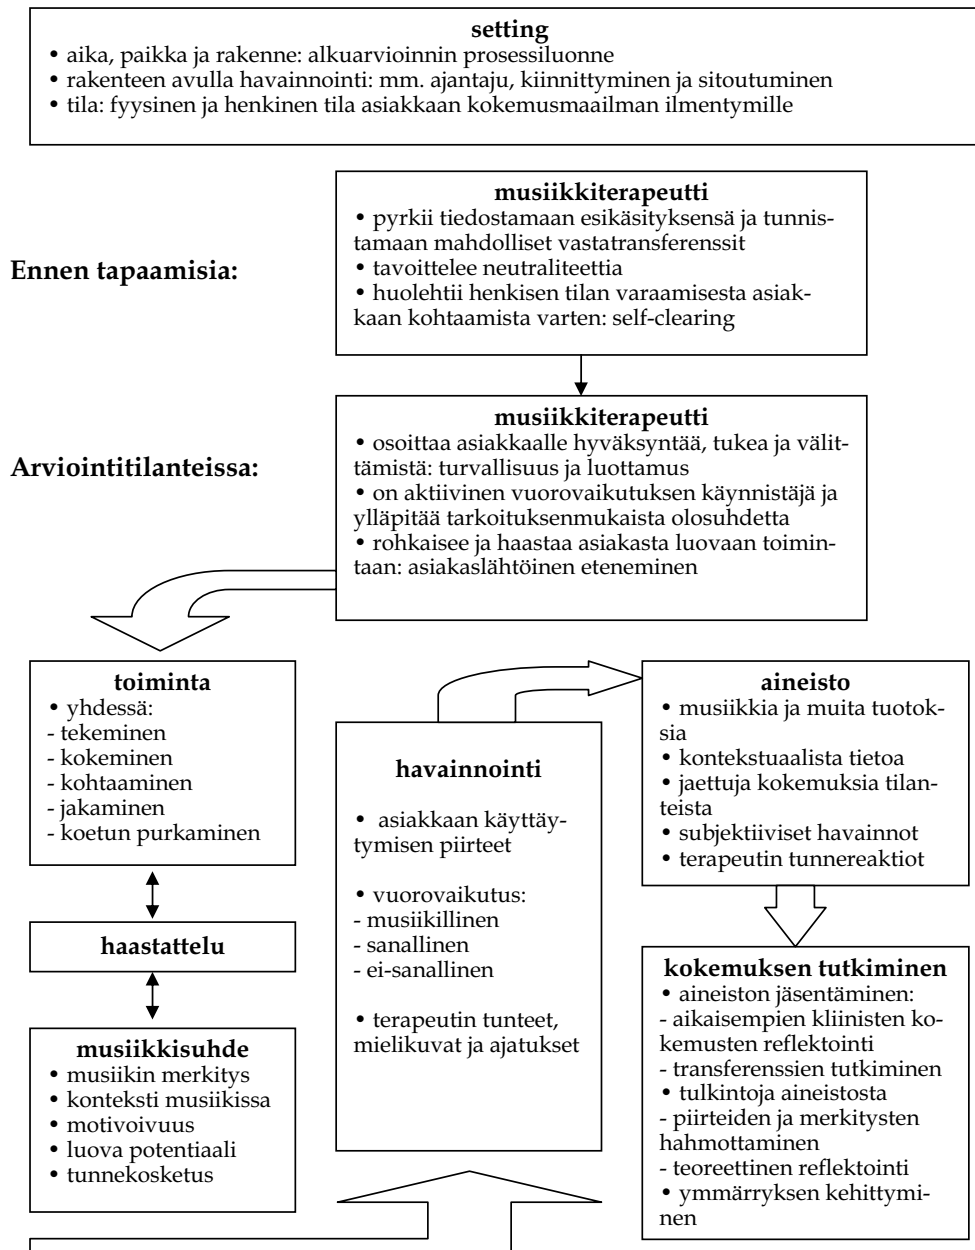 setting
• aika, paikka ja rakenne: alkuarvioinnin prosessiluonne
• rakenteen avulla havainnointi: mm. ajantaju, kiinnittyminen ja sitoutuminen
• tila: fyysinen ja henkinen tila asiakkaan kokemusmaailman ilmentymille
Ennen tapaamisia:
musiikkiterapeutti
• pyrkii tiedostamaan esikäsityksensä ja tunnis-
tamaan mahdolliset vastatransferenssit
• tavoittelee neutraliteettia
• huolehtii henkisen tilan varaamisesta asiak-
kaan kohtaamista varten: self-clearing
Arviointitilanteissa:
musiikkiterapeutti
• osoittaa asiakkaalle hyväksyntää, tukea ja välit-
tämistä: turvallisuus ja luottamus
• on aktiivinen vuorovaikutuksen käynnistäjä ja
ylläpitää tarkoituksenmukaista olosuhdetta
• rohkaisee ja haastaa asiakasta luovaan toimin-
taan: asiakaslähtöinen eteneminen
toiminta
• yhdessä:
- tekeminen
- kokeminen
- kohtaaminen
- jakaminen
- koetun purkaminen
haastattelu
musiikkisuhde
• musiikin merkitys
• konteksti musiikissa
• motivoivuus
• luova potentiaali
• tunnekosketus
havainnointi
• asiakkaan käyttäy-
tymisen piirteet
• vuorovaikutus:
- musiikillinen
- sanallinen
- ei-sanallinen
• terapeutin tunteet,
mielikuvat ja ajatukset
aineisto
• musiikkia ja muita tuotok-
sia
• kontekstuaalista tietoa
• jaettuja kokemuksia tilan-
teista
• subjektiiviset havainnot
• terapeutin tunnereaktiot
kokemuksen tutkiminen
• aineiston jäsentäminen:
- aikaisempien kliinisten ko-
kemusten reflektointi
- transferenssien tutkiminen
• tulkintoja aineistosta
- piirteiden ja merkitysten
hahmottaminen
- teoreettinen reflektointi
• ymmärryksen kehittymi-
nen